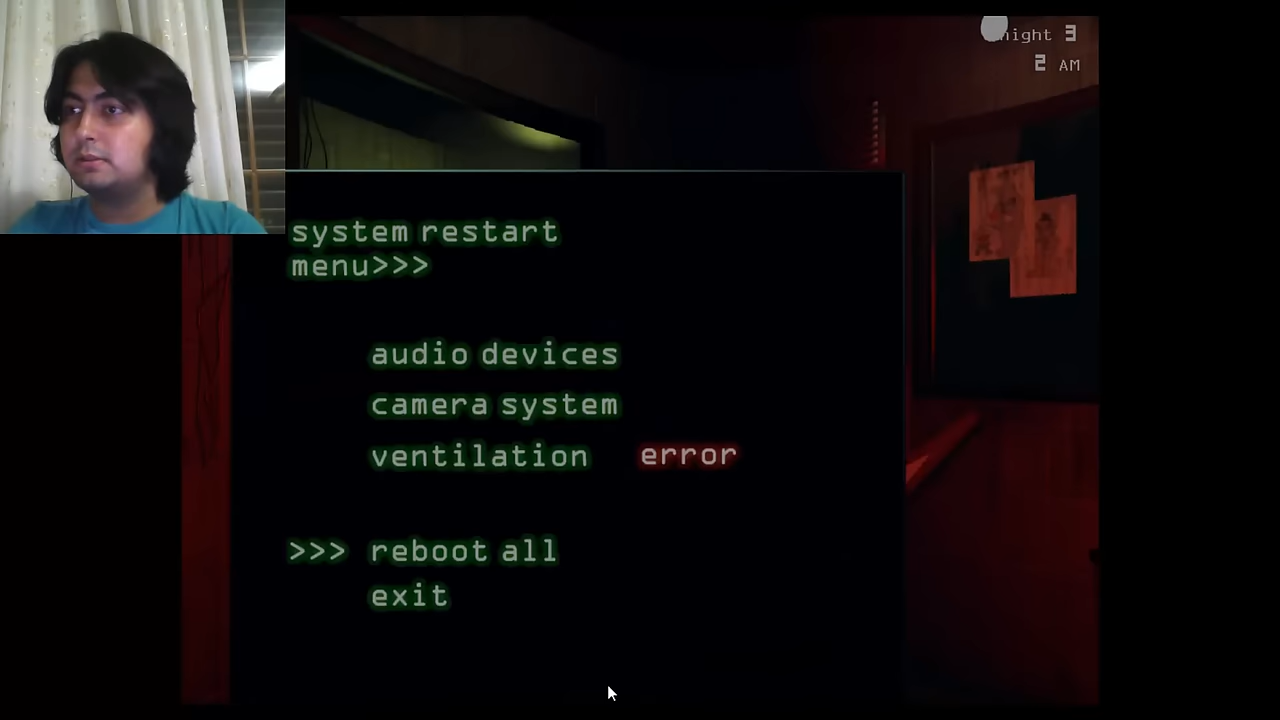 night 3
2 AM
system restart
menu>>>
audio devices
camera system
ventilation error
>>> reboot all
exit